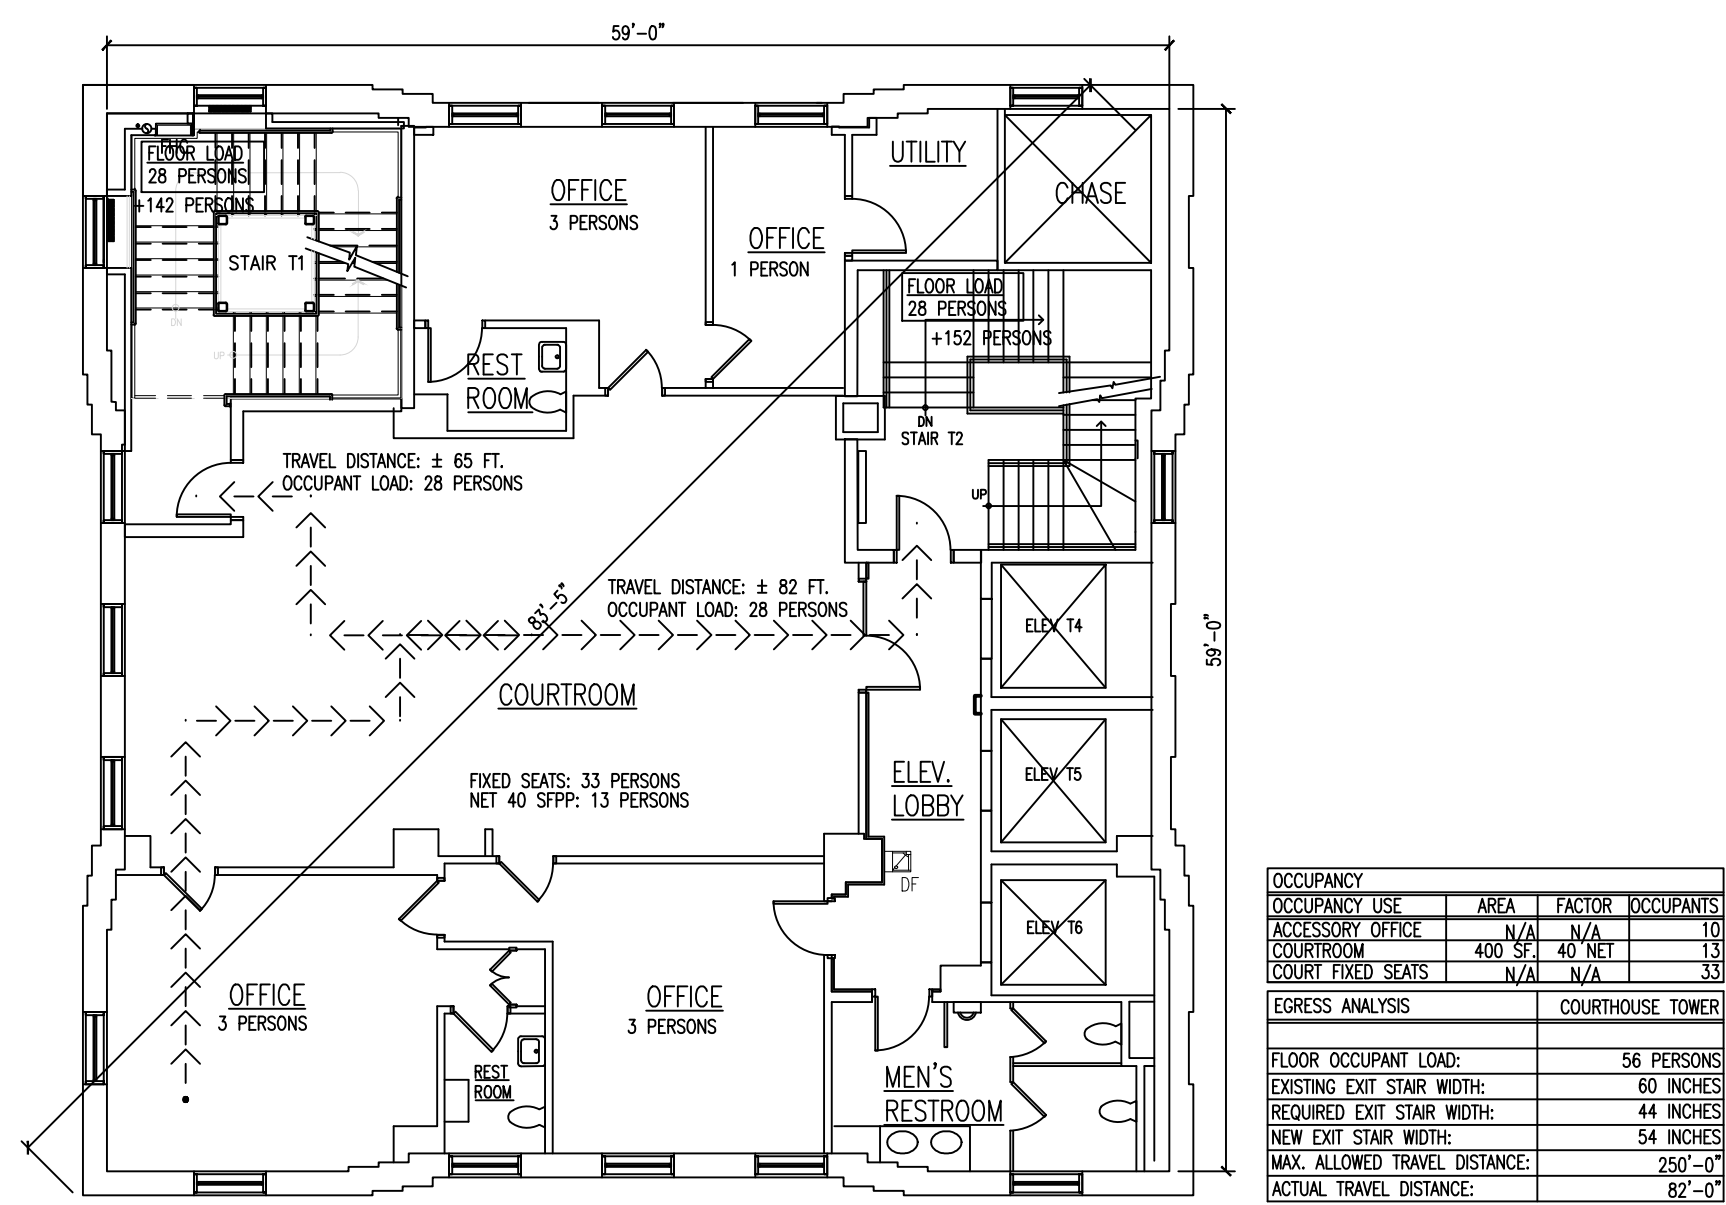 59'-0"
FHC
FLOOR LOAD
28 PERSONS
+142 PERSONS
STAIR T1
DN
UP
OFFICE
3 PERSONS
OFFICE
1 PERSON
UTILITY
CHASE
FLOOR LOAD
28 PERSONS
+152 PERSONS
REST
ROOM
DN
STAIR T2
UP
TRAVEL DISTANCE: ± 65 FT.
OCCUPANT LOAD: 28 PERSONS
TRAVEL DISTANCE: ± 82 FT.
OCCUPANT LOAD: 28 PERSONS
83'-5"
59'-0"
ELEV T4
COURTROOM
FIXED SEATS: 33 PERSONS
NET 40 SFPP: 13 PERSONS
ELEV.
LOBBY
ELEV T5
DF
ELEV T6
OFFICE
3 PERSONS
OFFICE
3 PERSONS
REST
ROOM
MEN'S
RESTROOM
OCCUPANCY
OCCUPANCY USE AREA FACTOR OCCUPANTS
ACCESSORY OFFICE N/A N/A 10
COURTROOM 400 SF. 40 NET 13
COURT FIXED SEATS N/A N/A 33
EGRESS ANALYSIS COURTHOUSE TOWER
FLOOR OCCUPANT LOAD: 56 PERSONS
EXISTING EXIT STAIR WIDTH: 60 INCHES
REQUIRED EXIT STAIR WIDTH: 44 INCHES
NEW EXIT STAIR WIDTH: 54 INCHES
MAX. ALLOWED TRAVEL DISTANCE: 250'-0"
ACTUAL TRAVEL DISTANCE: 82'-0"